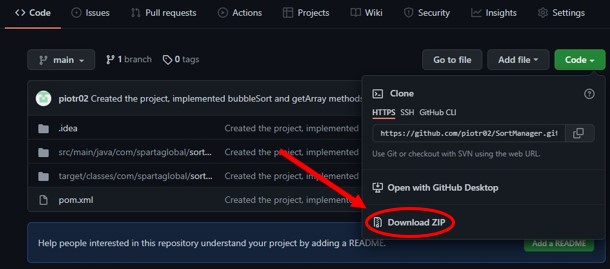 Code Issues Pull requests Actions Projects Wiki Security Insights Settings
main 1 branch 0 tags Go to file Add file Code
piotr02 Created the project, implemented bubbleSort and getArray methods
Clone
HTTPS SSH GitHub CLI
.idea Created the project, implemented
https://github.com/piotr02/SortManager.gi
src/main/java/com/spartaglobal/sort... Created the project, implemented
Use Git or checkout with SVN using the web URL.
target/classes/com/spartaglobal/sort... Created the project, implemented
Open with GitHub Desktop
pom.xml Created the project, implemented
Download ZIP
Help people interested in this repository understand your project by adding a README. Add a README